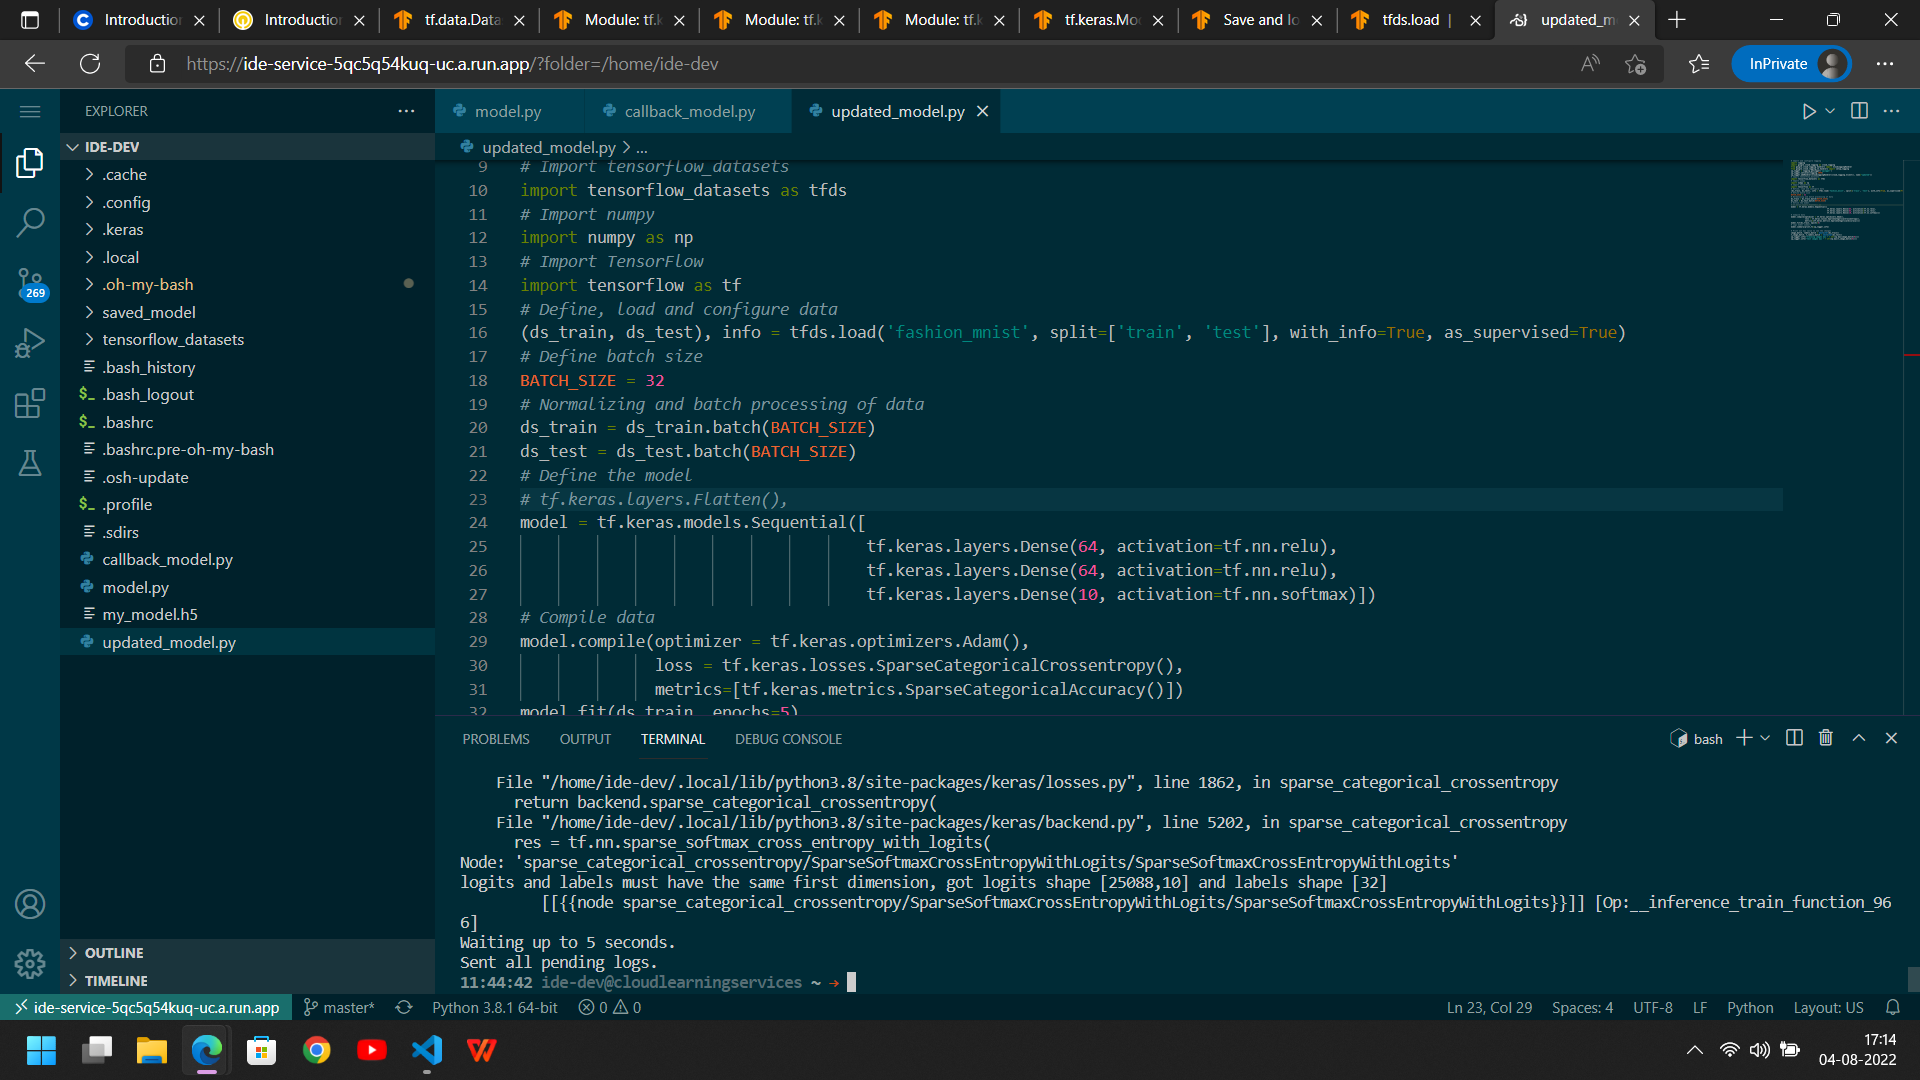 Introduction
Introduction
tf.data.Data
Module: tf.k
Module: tf.k
Module: tf.k
tf.keras.Mo
Save and lo
tfds.load |
updated_m
https://ide-service-5qc5q54kuq-uc.a.run.app/?folder=/home/ide-dev
InPrivate
EXPLORER
model.py
callback_model.py
updated_model.py
IDE-DEV
.cache
.config
.keras
.local
.oh-my-bash
saved_model
tensorflow_datasets
.bash_history
.bash_logout
.bashrc
.bashrc.pre-oh-my-bash
.osh-update
.profile
.sdirs
callback_model.py
model.py
my_model.h5
updated_model.py
OUTLINE
TIMELINE
269
updated_model.py > ...
9 # Import tensorflow_datasets
10 import tensorflow_datasets as tfds
11 # Import numpy
12 import numpy as np
13 # Import TensorFlow
14 import tensorflow as tf
15 # Define, load and configure data
16 (ds_train, ds_test), info = tfds.load('fashion_mnist', split=['train', 'test'], with_info=True, as_supervised=True)
17 # Define batch size
18 BATCH_SIZE = 32
19 # Normalizing and batch processing of data
20 ds_train = ds_train.batch(BATCH_SIZE)
21 ds_test = ds_test.batch(BATCH_SIZE)
22 # Define the model
23 # tf.keras.layers.Flatten(),
24 model = tf.keras.models.Sequential([
25 tf.keras.layers.Dense(64, activation=tf.nn.relu),
26 tf.keras.layers.Dense(64, activation=tf.nn.relu),
27 tf.keras.layers.Dense(10, activation=tf.nn.softmax)])
28 # Compile data
29 model.compile(optimizer = tf.keras.optimizers.Adam(),
30 loss = tf.keras.losses.SparseCategoricalCrossentropy(),
31 metrics=[tf.keras.metrics.SparseCategoricalAccuracy()])
32 model.fit(ds_train, epochs=5)
PROBLEMS OUTPUT TERMINAL DEBUG CONSOLE
bash
File "/home/ide-dev/.local/lib/python3.8/site-packages/keras/losses.py", line 1862, in sparse_categorical_crossentropy
return backend.sparse_categorical_crossentropy(
File "/home/ide-dev/.local/lib/python3.8/site-packages/keras/backend.py", line 5202, in sparse_categorical_crossentropy
res = tf.nn.sparse_softmax_cross_entropy_with_logits(
Node: 'sparse_categorical_crossentropy/SparseSoftmaxCrossEntropyWithLogits/SparseSoftmaxCrossEntropyWithLogits'
logits and labels must have the same first dimension, got logits shape [25088,10] and labels shape [32]
[[{{node sparse_categorical_crossentropy/SparseSoftmaxCrossEntropyWithLogits/SparseSoftmaxCrossEntropyWithLogits}}]] [Op:__inference_train_function_96
6]
Waiting up to 5 seconds.
Sent all pending logs.
11:44:42 ide-dev@cloudlearningservices ~ →
ide-service-5qc5q54kuq-uc.a.run.app master* Python 3.8.1 64-bit 0 0
Ln 23, Col 29 Spaces: 4 UTF-8 LF Python Layout: US
17:14
04-08-2022